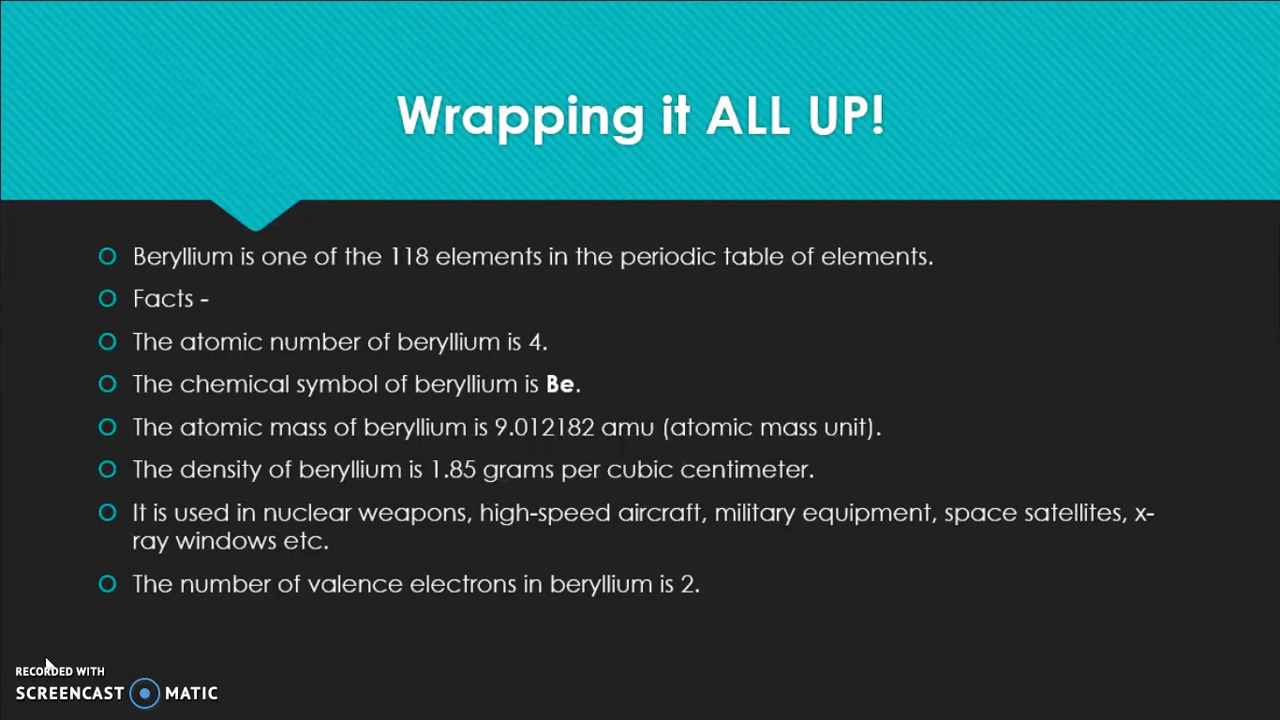 Wrapping it ALL UP!
Beryllium is one of the 118 elements in the periodic table of elements.
Facts -
The atomic number of beryllium is 4.
The chemical symbol of beryllium is Be.
The atomic mass of beryllium is 9.012182 amu (atomic mass unit).
The density of beryllium is 1.85 grams per cubic centimeter.
It is used in nuclear weapons, high-speed aircraft, military equipment, space satellites, x-
ray windows etc.
The number of valence electrons in beryllium is 2.
RECORDED WITH
SCREENCAST MATIC